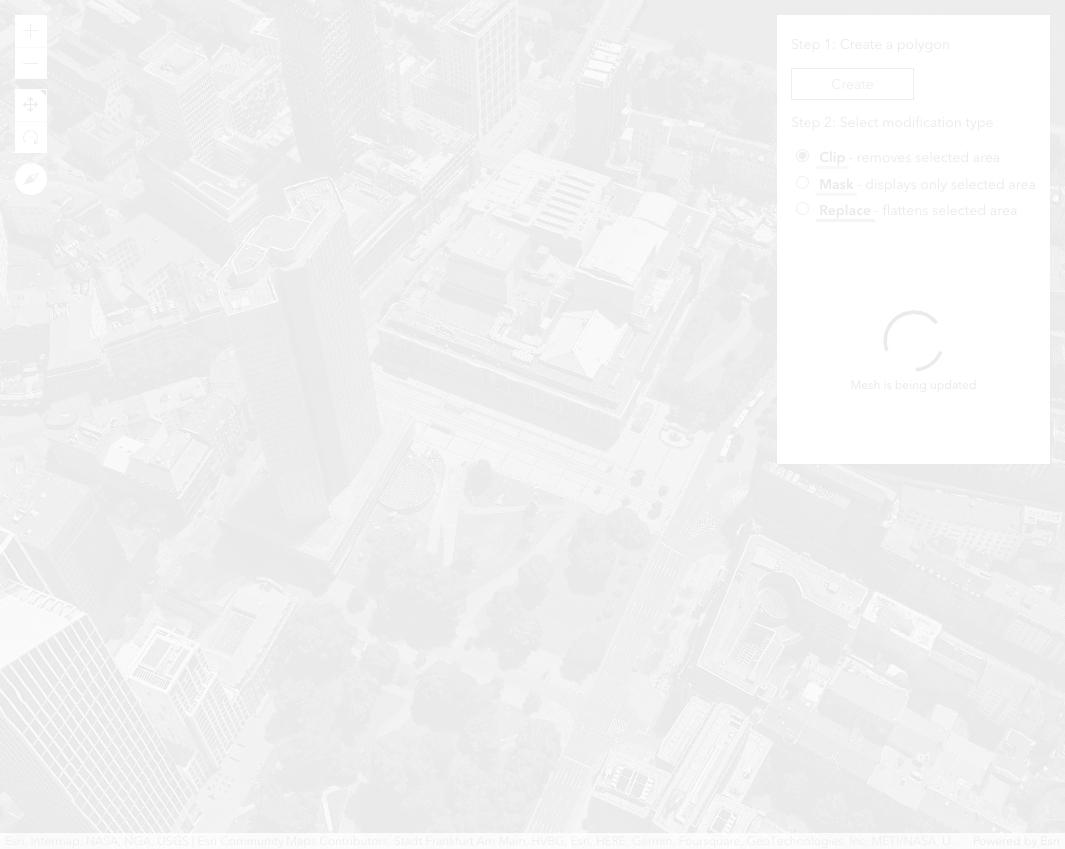 Step 1: Create a polygon
Create
Step 2: Select modification type
Clip - removes selected area
Mask - displays only selected area
Replace - flattens selected area
Mesh is being updated
Esri, Intermap, NASA, NGA, USGS | Esri Community Maps Contributors, Stadt Frankfurt Am Main, HVBG, Esri, HERE, Garmin, Foursquare, GeoTechnologies, Inc, METI/NASA, U... Powered by Esri